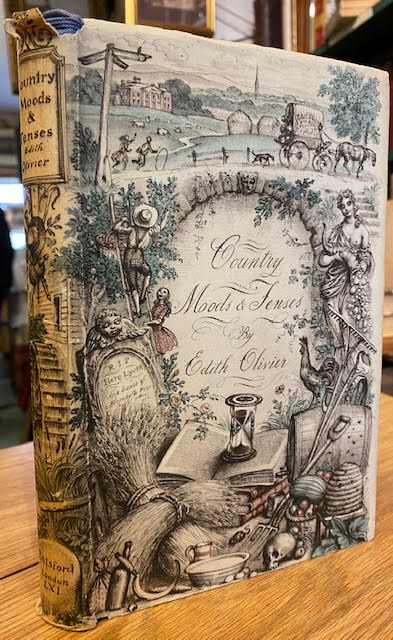 Country
Moods
&
Tenses
Edith
Olivier
Batsford
London
Country
Moods & Tenses
By
Edith Olivier
Here Lyeth